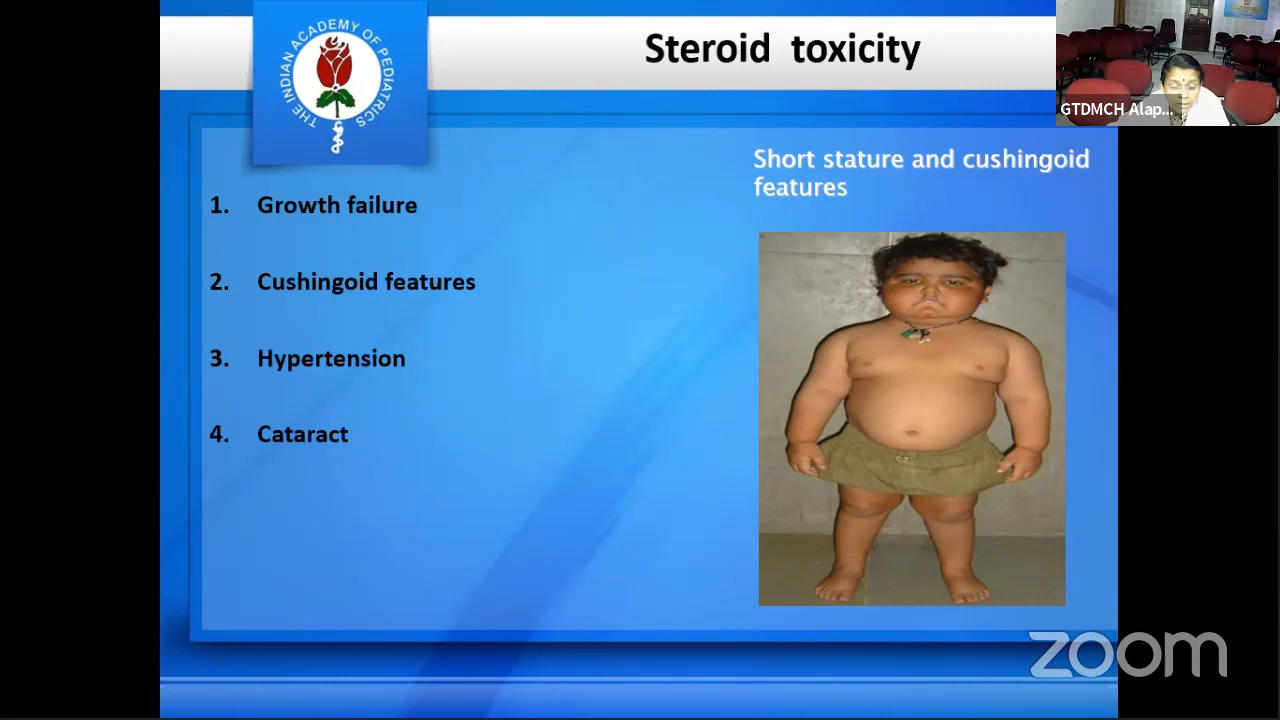 Steroid toxicity
THE INDIAN ACADEMY OF PEDIATRICS
GTDMCH Alap...
Short stature and cushingoid
features
1. Growth failure
2. Cushingoid features
3. Hypertension
4. Cataract
zoom